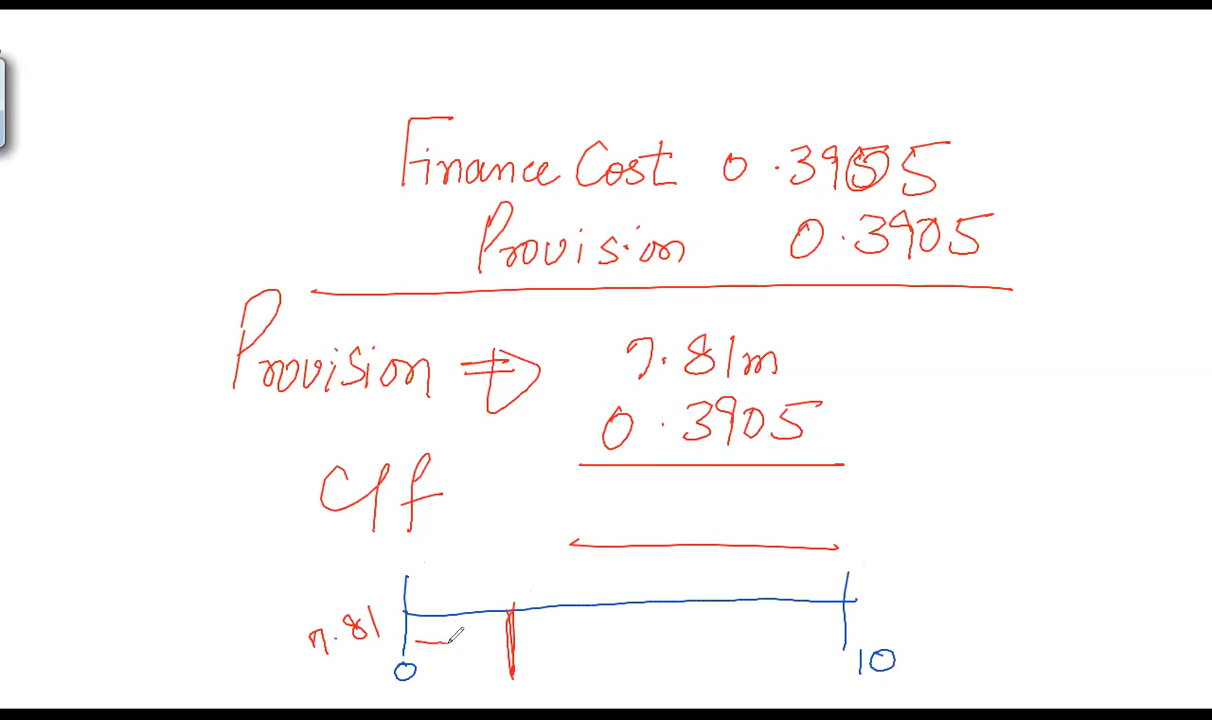 Finance Cost 0.3905
Provision 0.3905
Provision ⇒ 7.81m
0.3905
C/f
7.81
0 10